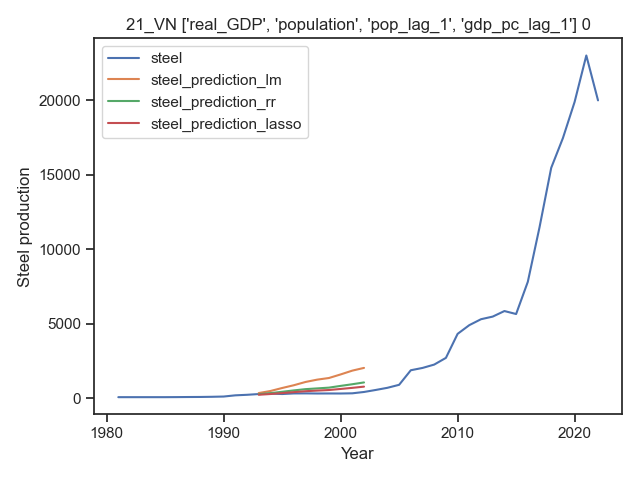 21_VN ['real_GDP', 'population', 'pop_lag_1', 'gdp_pc_lag_1'] 0
steel
steel_prediction_lm
steel_prediction_rr
steel_prediction_lasso
Steel production
20000
15000
10000
5000
0
1980 1990 2000 2010 2020
Year